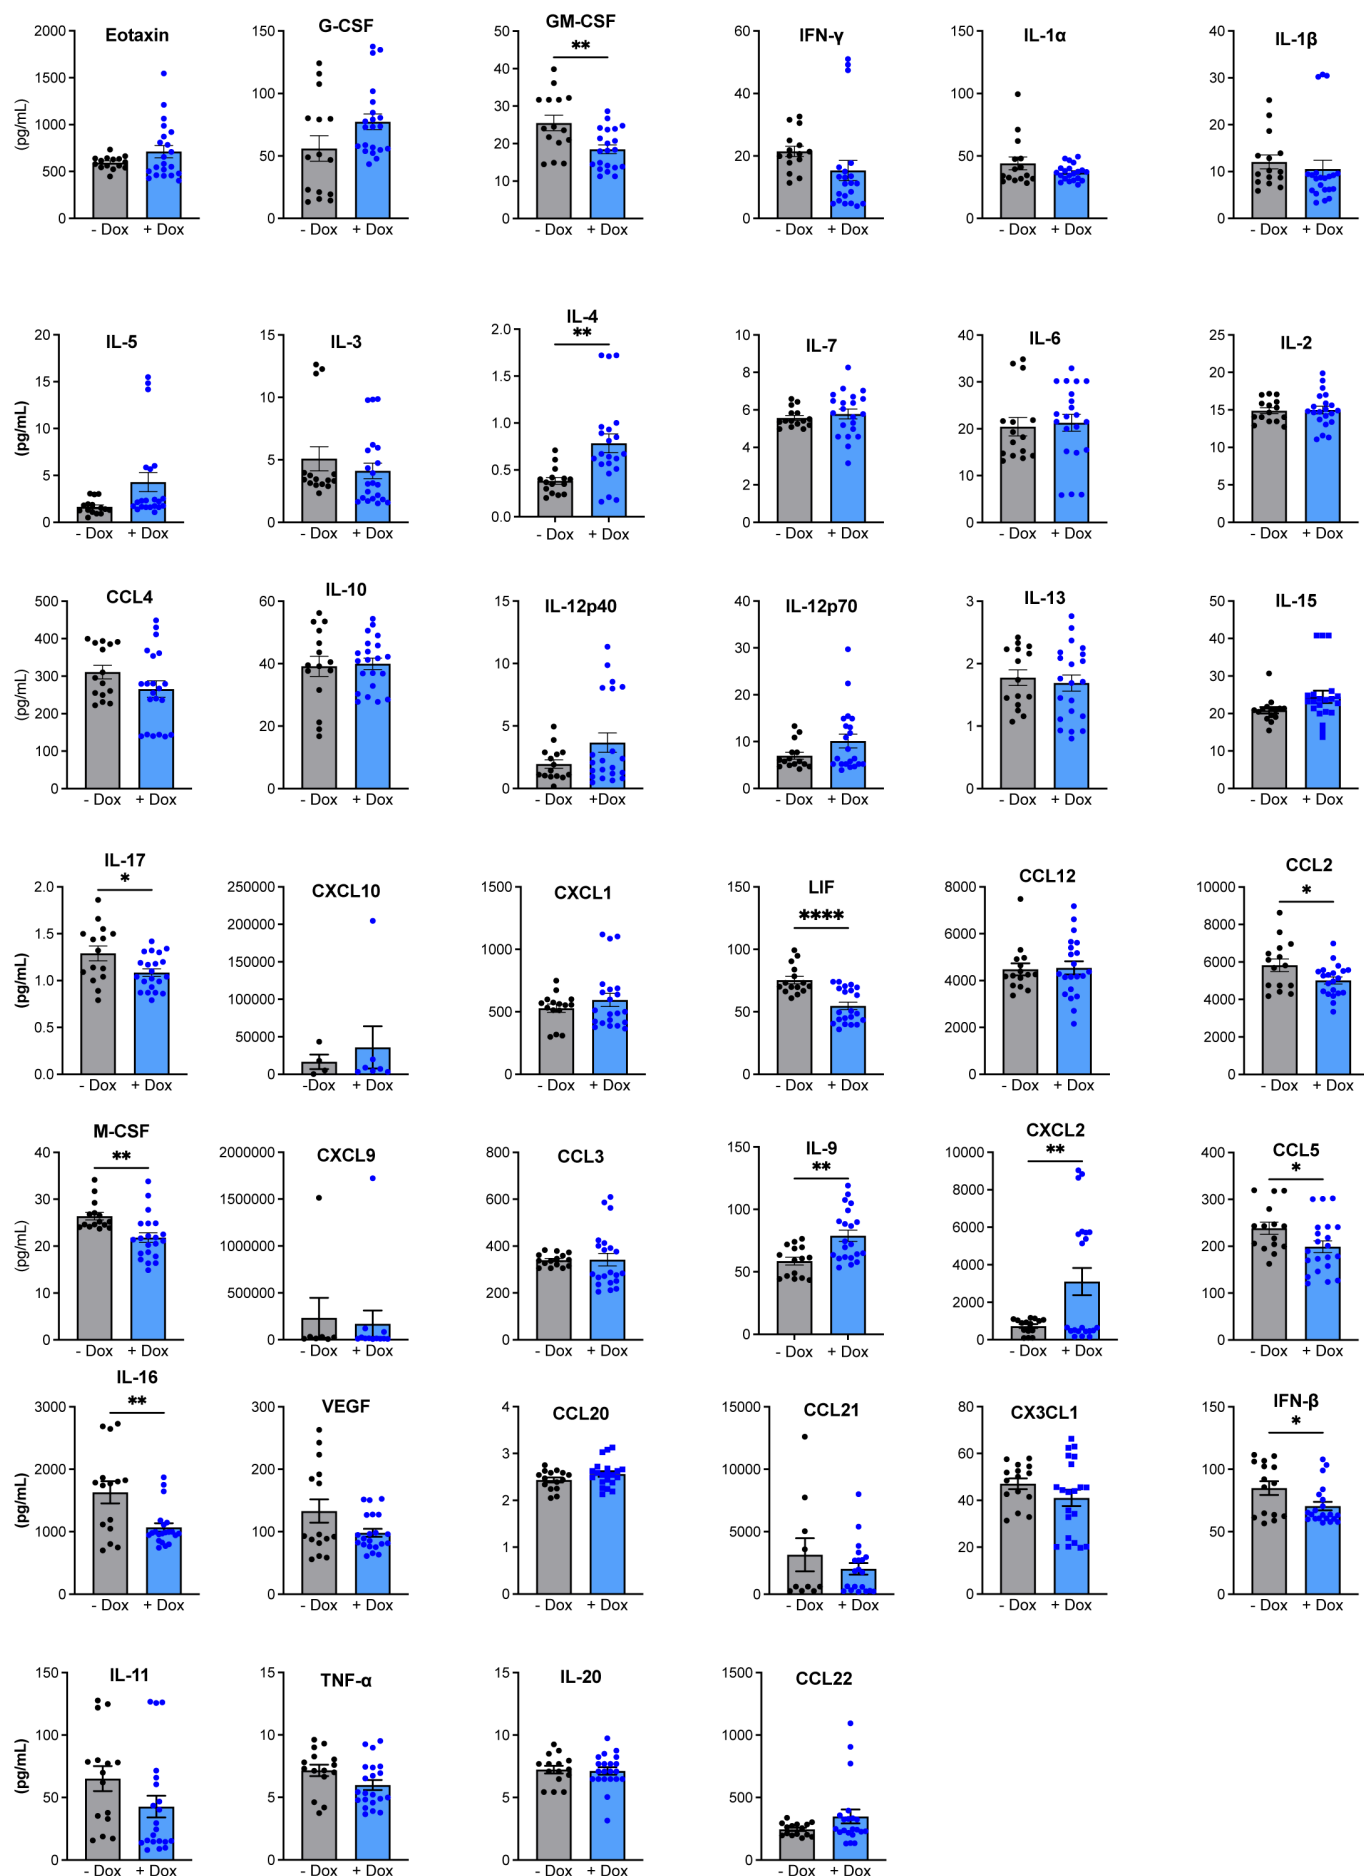 Eotaxin
G-CSF
GM-CSF
IFN-γ
IL-1α
IL-1β
**
(pg/mL)
2000
1500
1000
500
0
- Dox + Dox
150
100
50
0
- Dox + Dox
50
40
30
20
10
0
- Dox + Dox
60
40
20
0
- Dox + Dox
150
100
50
0
- Dox + Dox
40
30
20
10
0
- Dox + Dox
IL-5
IL-3
IL-4
IL-7
IL-6
IL-2
**
(pg/mL)
20
15
10
5
0
- Dox + Dox
15
10
5
0
- Dox + Dox
2.0
1.5
1.0
0.5
0.0
- Dox + Dox
10
8
6
4
2
0
- Dox + Dox
40
30
20
10
0
- Dox + Dox
25
20
15
10
5
0
- Dox + Dox
CCL4
IL-10
IL-12p40
IL-12p70
IL-13
IL-15
(pg/mL)
500
400
300
200
100
0
- Dox + Dox
60
40
20
0
- Dox + Dox
15
10
5
0
- Dox +Dox
40
30
20
10
0
- Dox + Dox
3
2
1
0
- Dox + Dox
50
40
30
20
10
0
- Dox + Dox
IL-17
CXCL10
CXCL1
LIF
CCL12
CCL2
*
****
*
(pg/mL)
2.0
1.5
1.0
0.5
0.0
- Dox + Dox
250000
200000
150000
100000
50000
0
-Dox + Dox
1500
1000
500
0
- Dox + Dox
150
100
50
0
- Dox + Dox
8000
6000
4000
2000
0
- Dox + Dox
10000
8000
6000
4000
2000
0
- Dox + Dox
M-CSF
CXCL9
CCL3
IL-9
CXCL2
CCL5
**
**
**
*
(pg/mL)
40
30
20
10
0
- Dox + Dox
2000000
1500000
1000000
500000
0
- Dox + Dox
800
600
400
200
0
- Dox + Dox
150
100
50
0
- Dox + Dox
10000
8000
6000
4000
2000
0
- Dox + Dox
400
300
200
100
0
- Dox + Dox
IL-16
VEGF
CCL20
CCL21
CX3CL1
IFN-β
**
*
(pg/mL)
3000
2000
1000
0
- Dox + Dox
300
200
100
0
- Dox + Dox
4
3
2
1
0
- Dox + Dox
15000
10000
5000
0
- Dox + Dox
80
60
40
20
0
- Dox + Dox
150
100
50
0
- Dox + Dox
IL-11
TNF-α
IL-20
CCL22
(pg/mL)
150
100
50
0
- Dox + Dox
15
10
5
0
- Dox + Dox
15
10
5
0
- Dox + Dox
1500
1000
500
0
- Dox + Dox